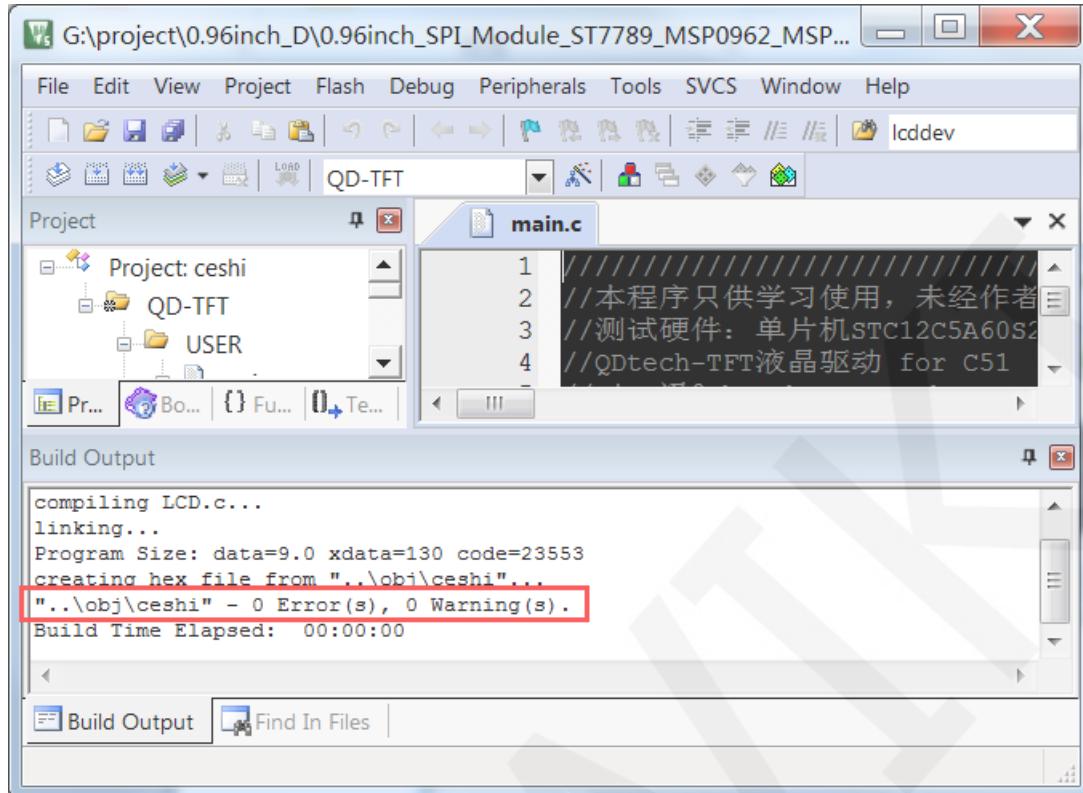 G:\project\0.96inch_D\0.96inch_SPI_Module_ST7789_MSP0962_MSP...
File Edit View Project Flash Debug Peripherals Tools SVCS Window Help
lcddev
LOAD QD-TFT
Project
main.c
Project: ceshi
QD-TFT
USER
1 ////////////////////////////////
2 //本程序只供学习使用，未经作者
3 //测试硬件：单片机STC12C5A60S2
4 //QDtech-TFT液晶驱动 for C51
Pr... Bo... {} Fu... 0 Te...
Build Output
compiling LCD.c...
linking...
Program Size: data=9.0 xdata=130 code=23553
creating hex file from "..\obj\ceshi"...
"..\obj\ceshi" - 0 Error(s), 0 Warning(s).
Build Time Elapsed: 00:00:00
Build Output Find In Files